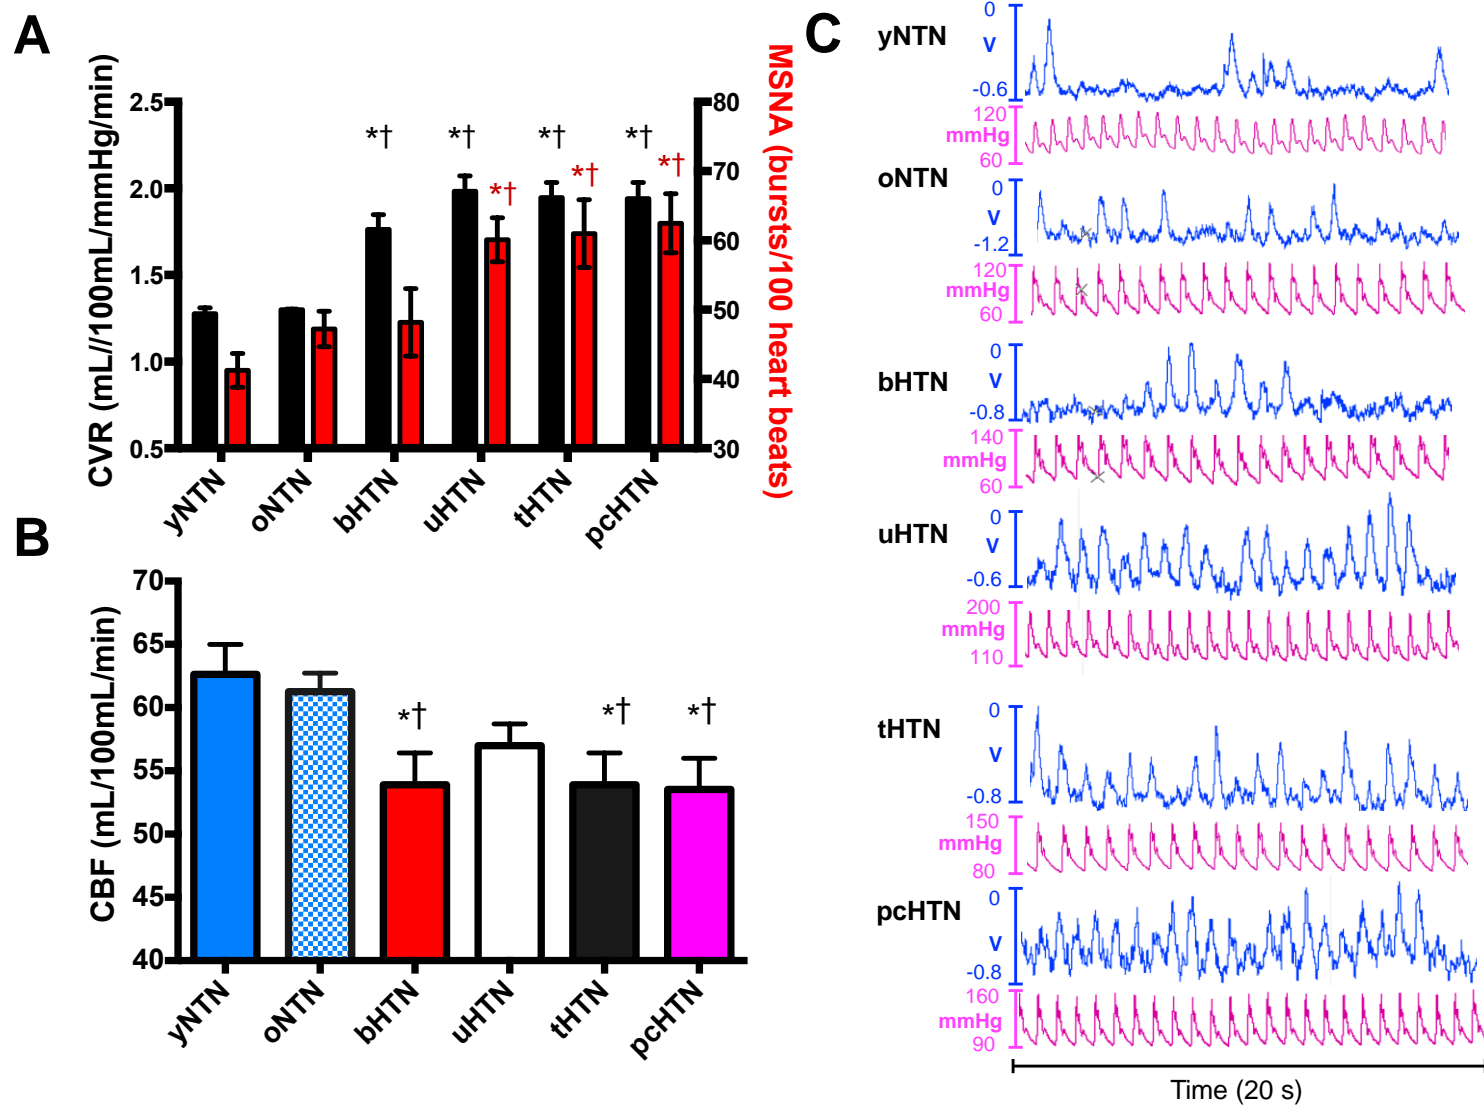 A
CVR (mL//100mL/mmHg/min)
2.5
2.0
1.5
1.0
0.5
*†
*†
*†
*†
*†
*†
*†
80
70
60
50
40
30
MSNA (bursts/100 heart beats)
yNTN
oNTN
bHTN
uHTN
tHTN
pcHTN
B
CBF (mL/100mL/min)
70
65
60
55
50
45
40
*†
*†
*†
yNTN
oNTN
bHTN
uHTN
tHTN
pcHTN
C
yNTN
0
V
-0.6
120
mmHg
60
oNTN
0
V
-1.2
120
mmHg
60
bHTN
0
V
-0.8
140
mmHg
60
uHTN
0
V
-0.6
200
mmHg
110
tHTN
0
V
-0.8
150
mmHg
80
pcHTN
0
V
-0.8
160
mmHg
90
Time (20 s)